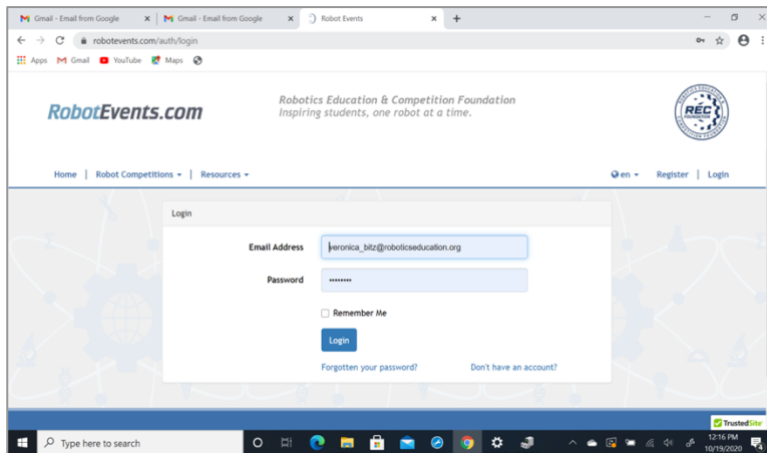 Gmail - Email from Google
Gmail - Email from Google
Robot Events
robotevents.com/auth/login
Apps
Gmail
YouTube
Maps
RobotEvents.com
Robotics Education & Competition Foundation
Inspiring students, one robot at a time.
REC
FOUNDATION
Home | Robot Competitions | Resources
en
Register | Login
Login
Email Address
veronica_bitz@roboticseducation.org
Password
Remember Me
Login
Forgotten your password?
Don't have an account?
TrustedSite
Type here to search
12:16 PM
10/19/2020